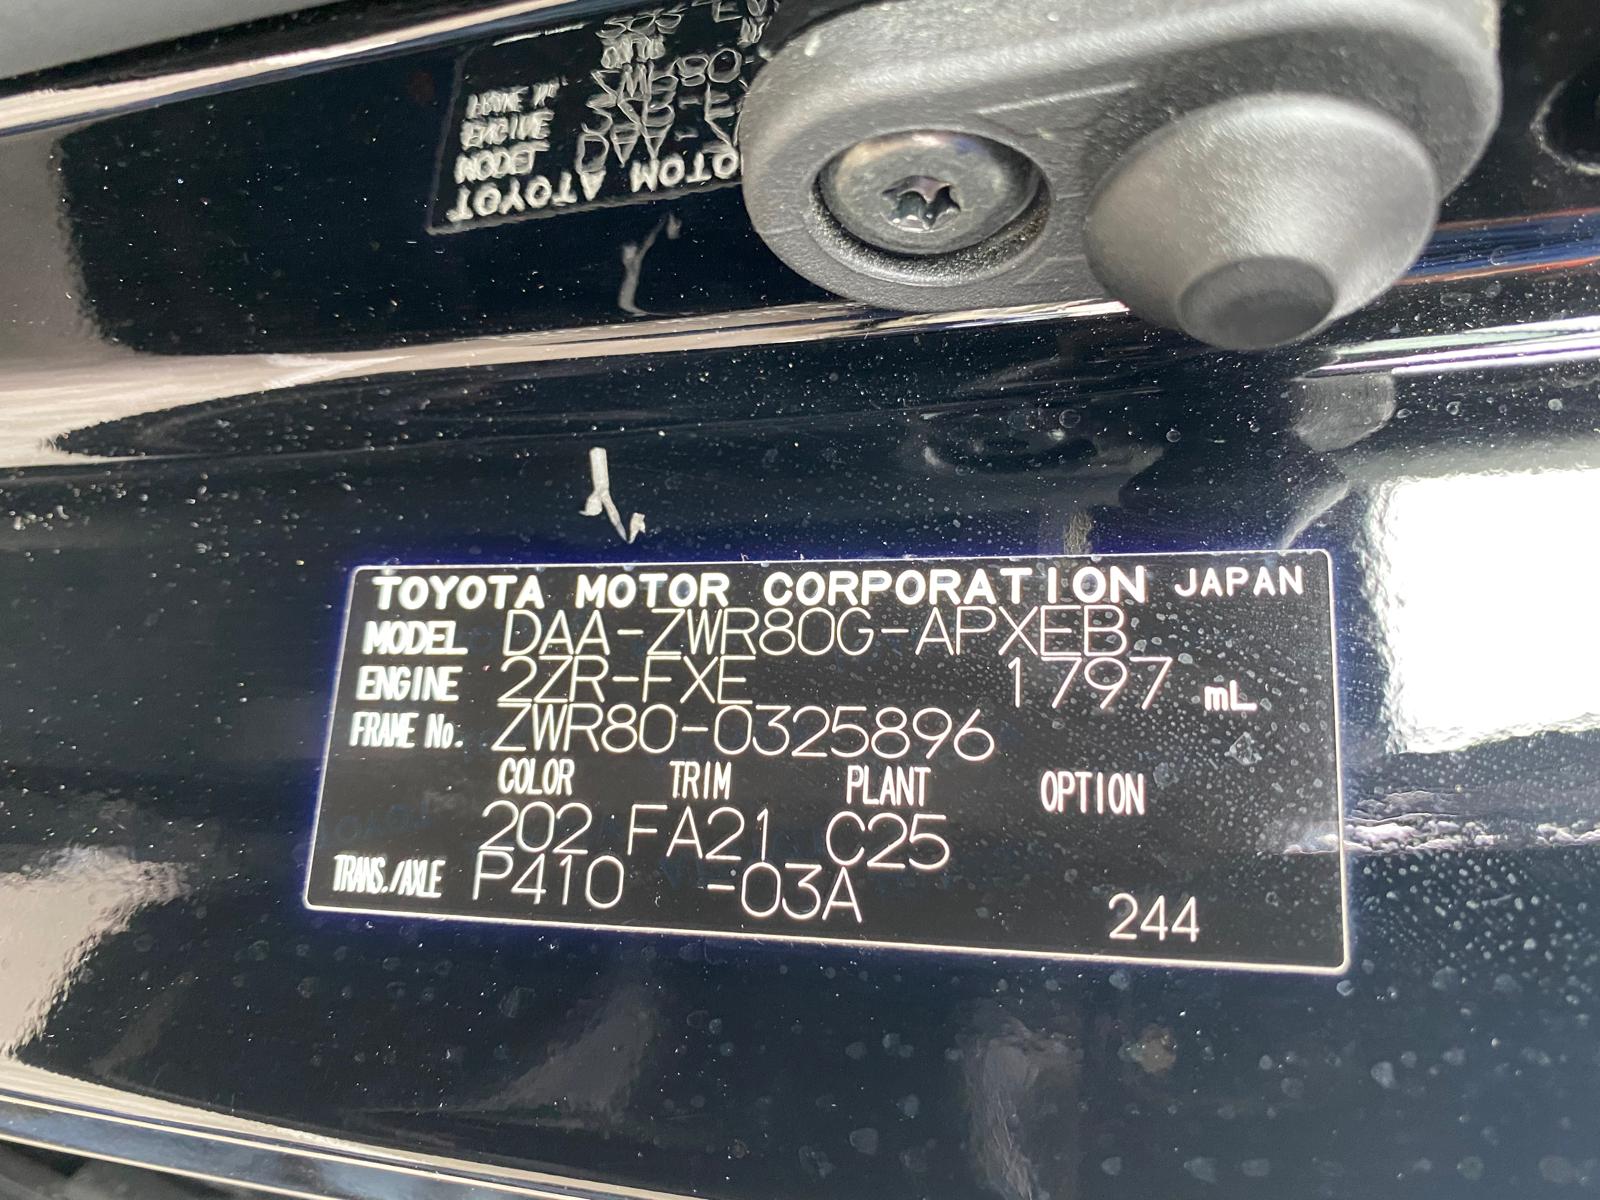 TOYOTA MOTOR CORPORATION JAPAN
MODEL DAA-ZWR80G-APXEB
ENGINE 2ZR-FXE 1797 mL
FRAME No. ZWR80-0325896
COLOR TRIM PLANT OPTION
202 FA21 C25
TRANS./AXLE P410 -03A 244